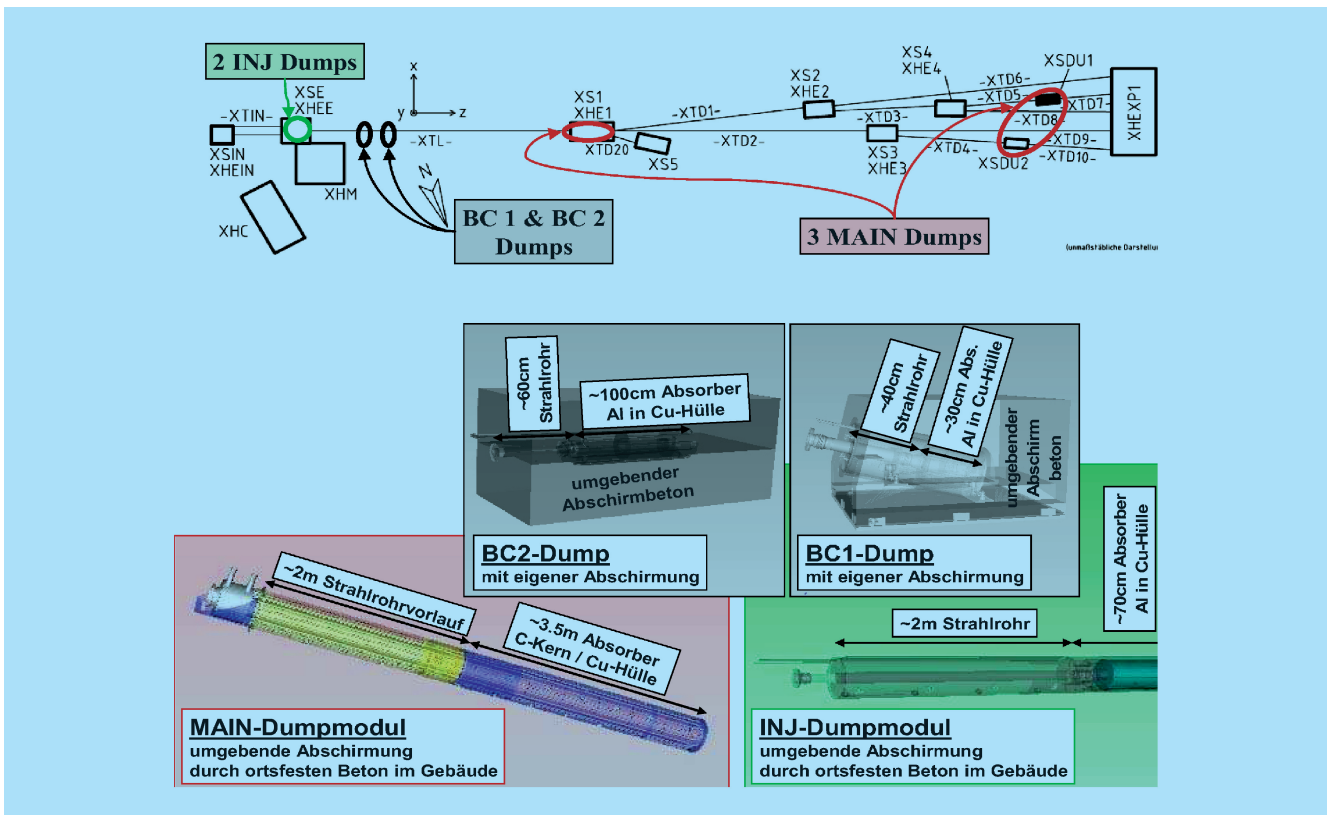 2 INJ Dumps
XSE
XHEE
-XTIN-
XSIN
XHEIN
XHM
XHC
x
y
z
-XTL-
N
BC 1 & BC 2
Dumps
XS1
XHE1
XTD20
XS5
-XTD1-
-XTD2-
XS2
XHE2
XS4
XHE4
-XTD3-
XS3
XHE3
-XTD4-
-XTD6-
-XTD5-
XSDU1
-XTD7-
-XTD8-
-XTD9-
-XTD10-
XSDU2
XHEXP1
3 MAIN Dumps
(unmaßstäbliche Darstellu
~60cm
Strahlrohr
~100cm Absorber
Al in Cu-Hülle
umgebender
Abschirmbeton
BC2-Dump
mit eigener Abschirmung
~40cm
Strahlrohr
~30cm Abs.
Al in Cu-Hülle
umgebender
Abschirm
beton
BC1-Dump
mit eigener Abschirmung
~2m Strahlrohrvorlauf
~3.5m Absorber
C-Kern / Cu-Hülle
MAIN-Dumpmodul
umgebende Abschirmung
durch ortsfesten Beton im Gebäude
~70cm Absorber
Al in Cu-Hülle
~2m Strahlrohr
INJ-Dumpmodul
umgebende Abschirmung
durch ortsfesten Beton im Gebäude